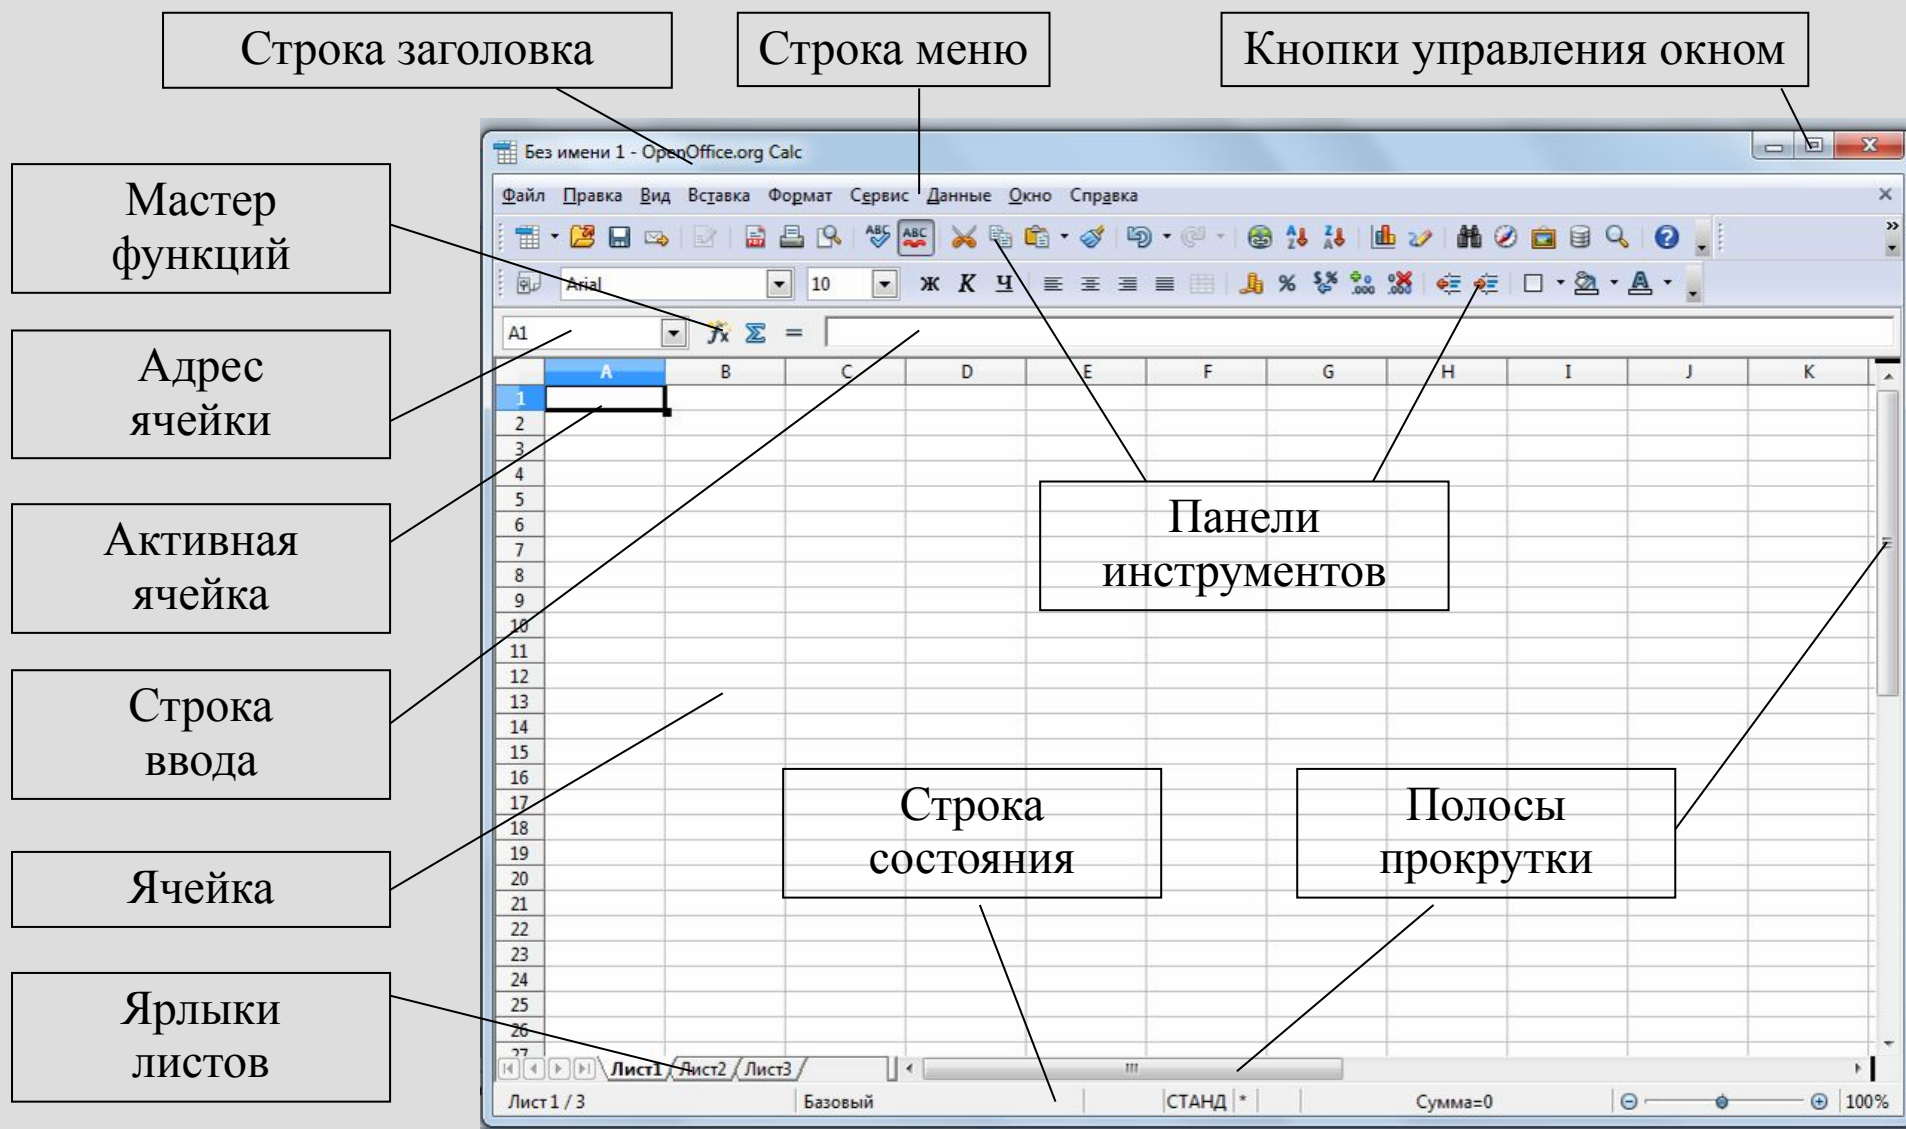 Строка заголовка
Строка меню
Кнопки управления окном
Без имени 1 - OpenOffice.org Calc
Файл Правка Вид Вставка Формат Сервис Данные Окно Справка
Мастер
функций
Arial 10 Ж К Ч
A1
A B C D E F G H I J K
Адрес
ячейки
1
2
3
4
5
6
7
8
9
10
11
12
13
14
15
16
17
18
19
20
21
22
23
24
25
26
27
Активная
ячейка
Панели
инструментов
Строка
ввода
Строка
состояния
Полосы
прокрутки
Ячейка
Ярлыки
листов
Лист1 Лист2 Лист3
Лист 1 / 3 Базовый СТАНД * Сумма=0 100%